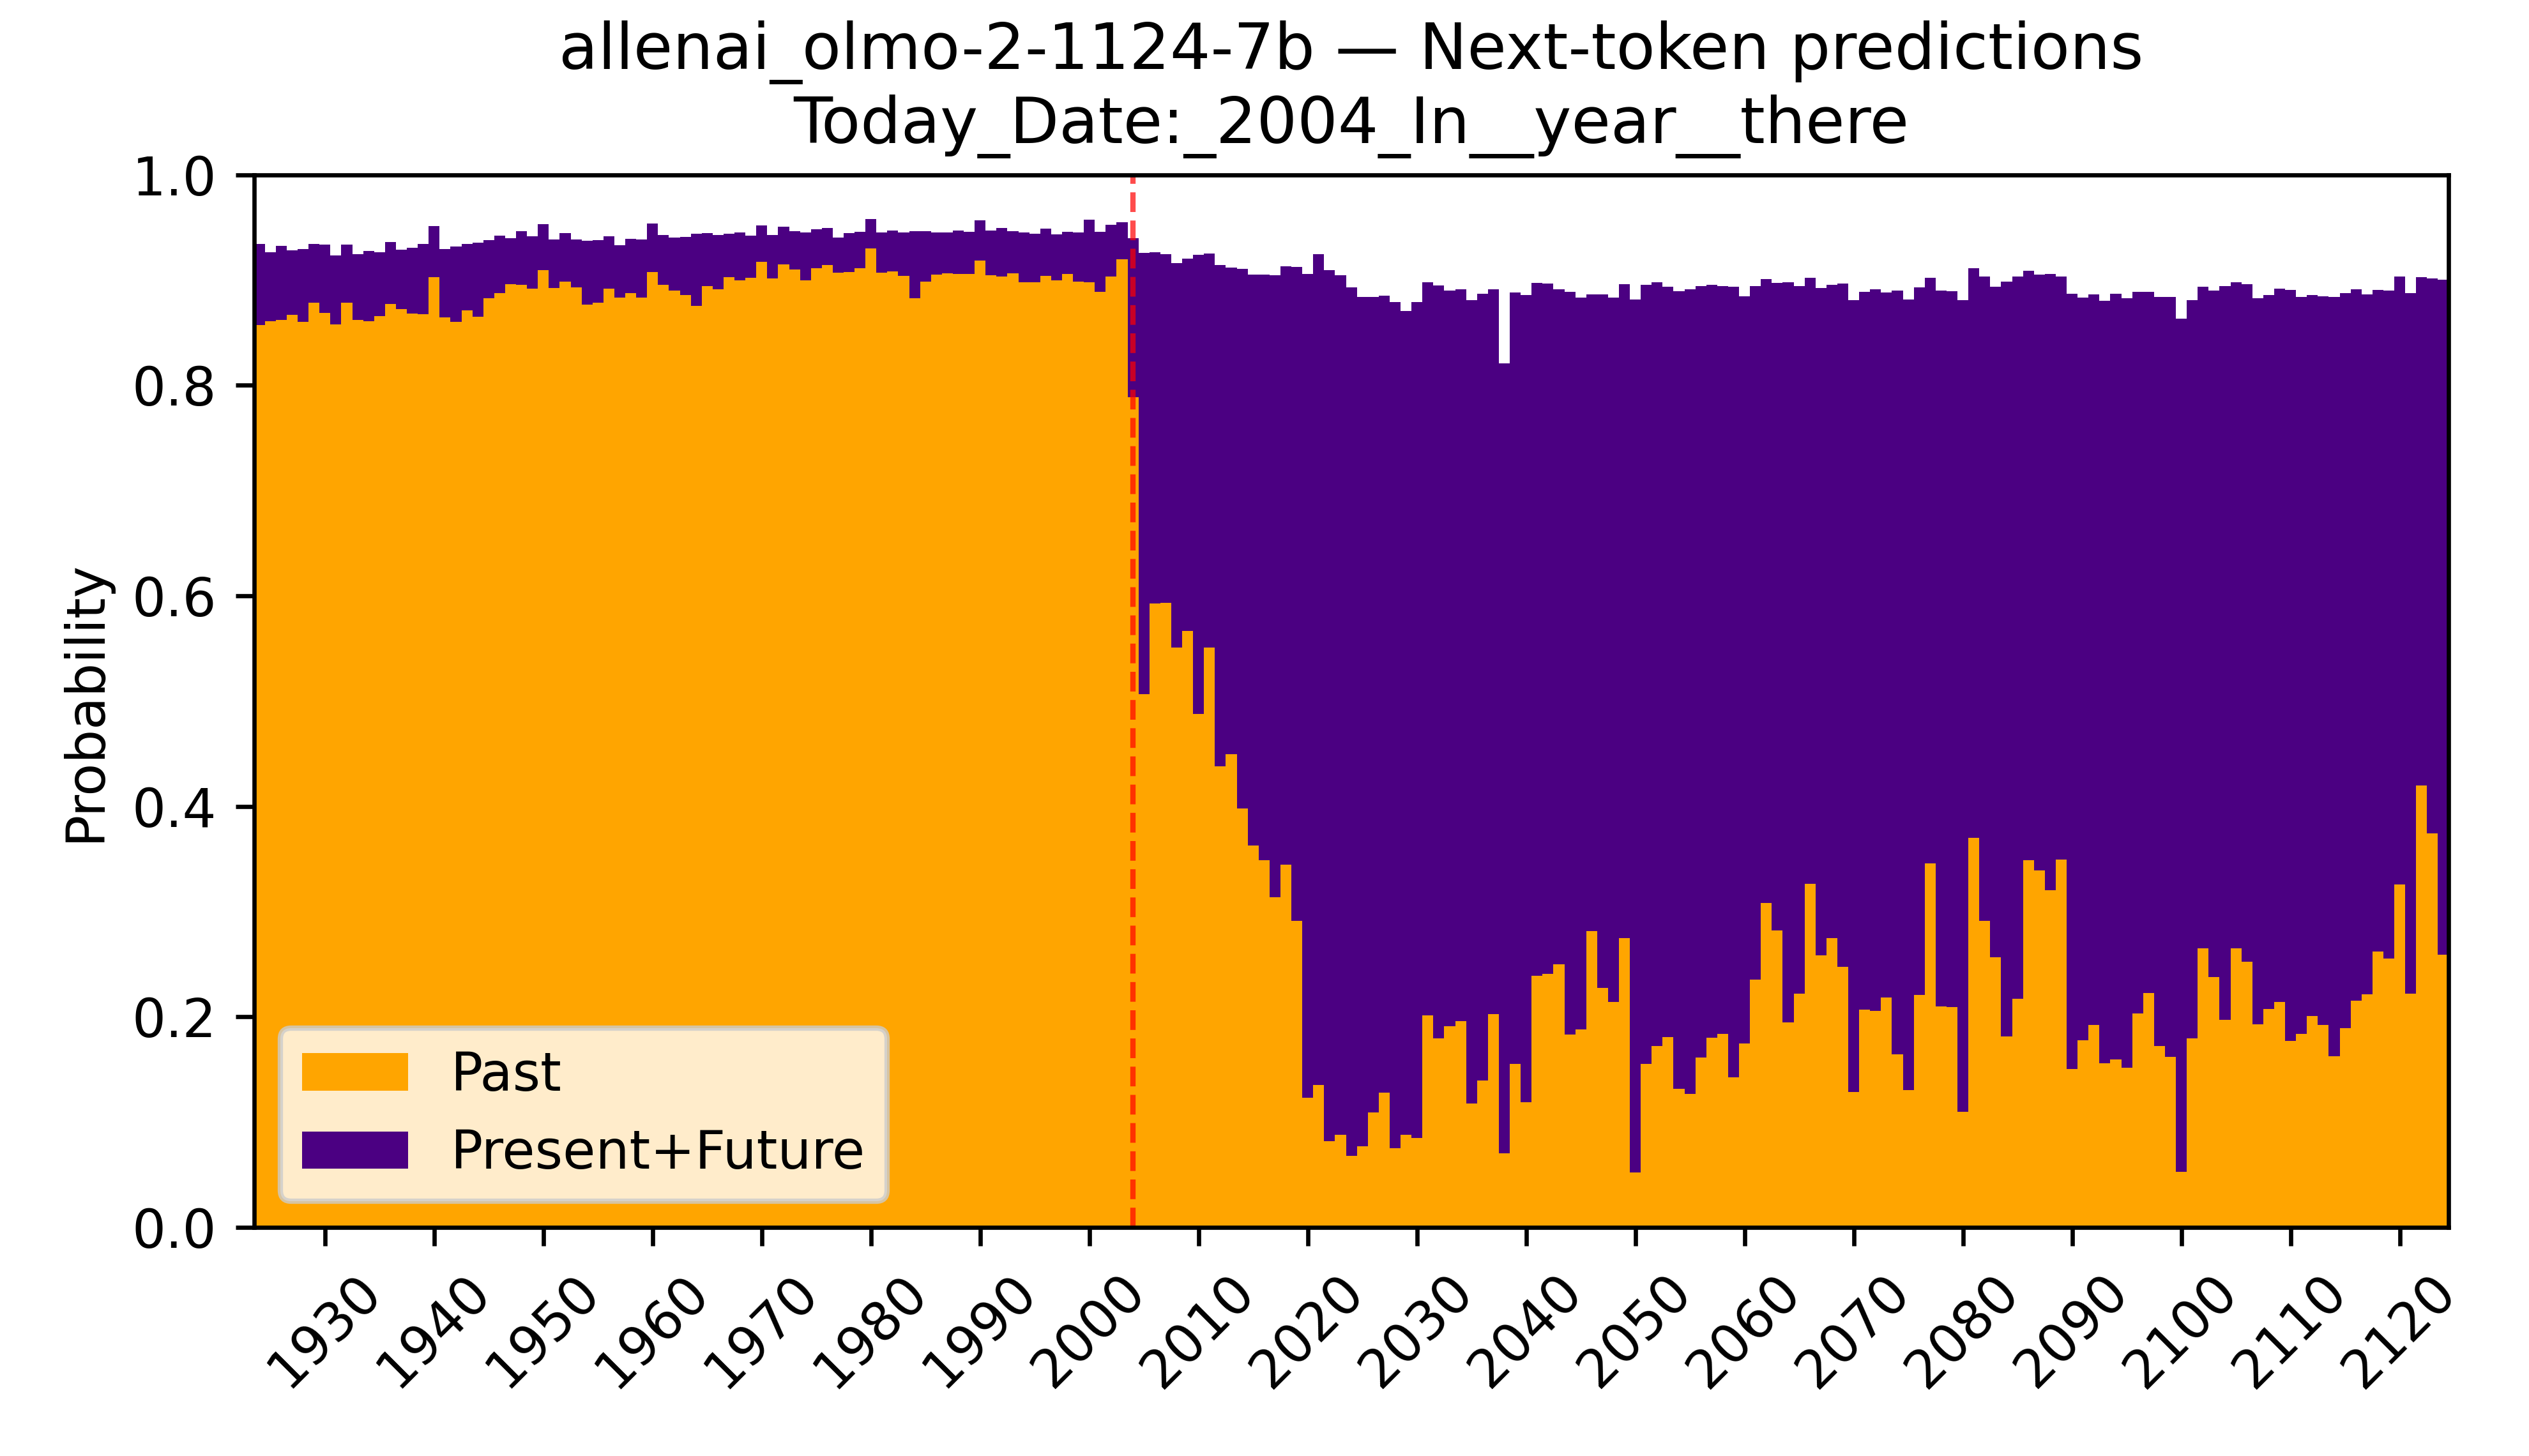 allenai_olmo-2-1124-7b — Next-token predictions
Today_Date:_2004_In__year__there
1.0
0.8
0.6
0.4
0.2
0.0
Probability
Past
Present+Future
1930 1940 1950 1960 1970 1980 1990 2000 2010 2020 2030 2040 2050 2060 2070 2080 2090 2100 2110 2120